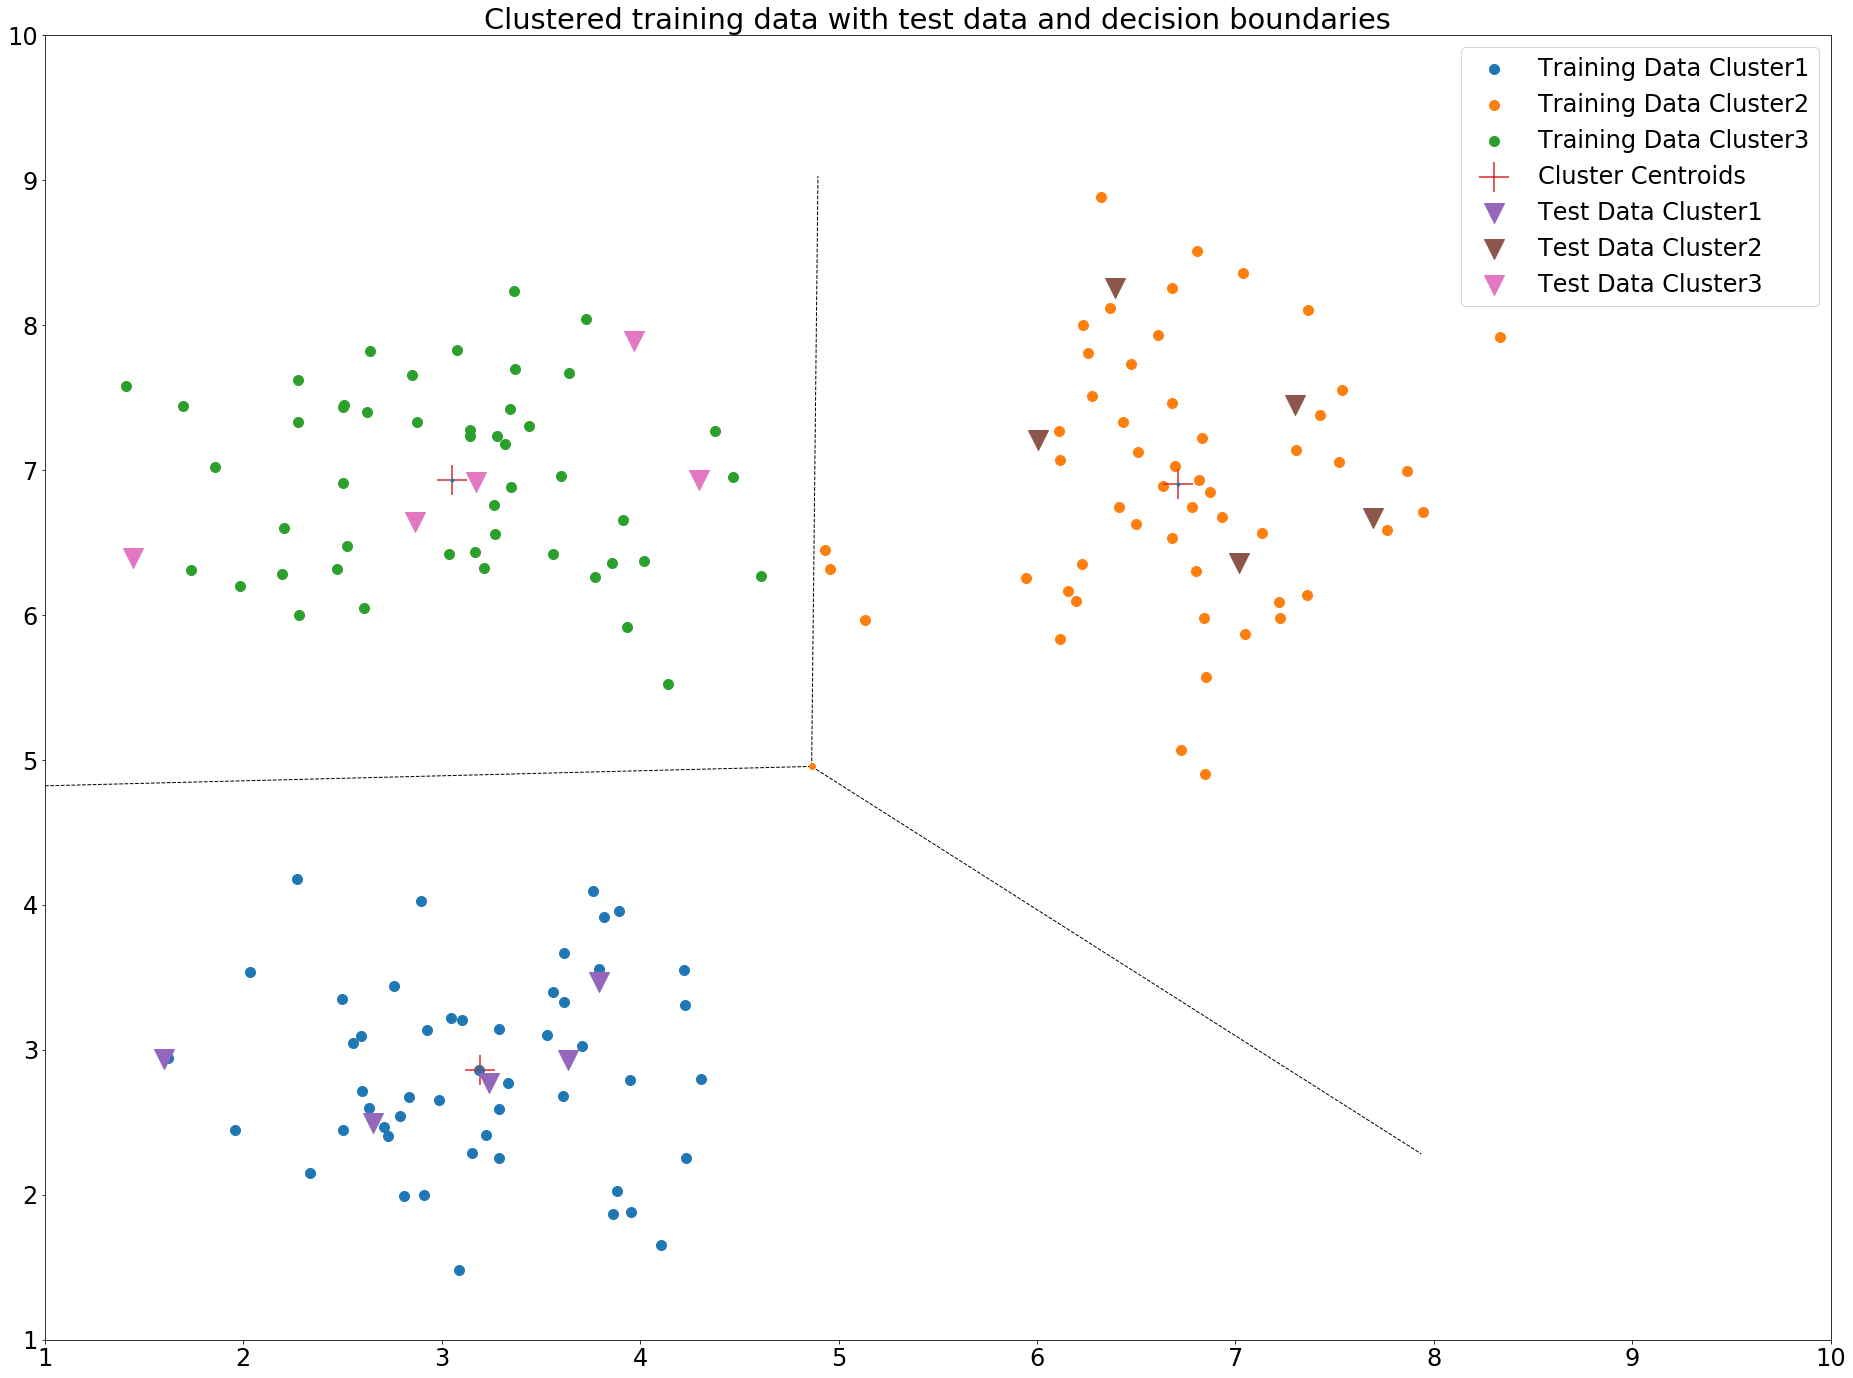 Clustered training data with test data and decision boundaries
10
9
8
7
6
5
4
3
2
1
Training Data Cluster1
Training Data Cluster2
Training Data Cluster3
Cluster Centroids
Test Data Cluster1
Test Data Cluster2
Test Data Cluster3
1 2 3 4 5 6 7 8 9 10